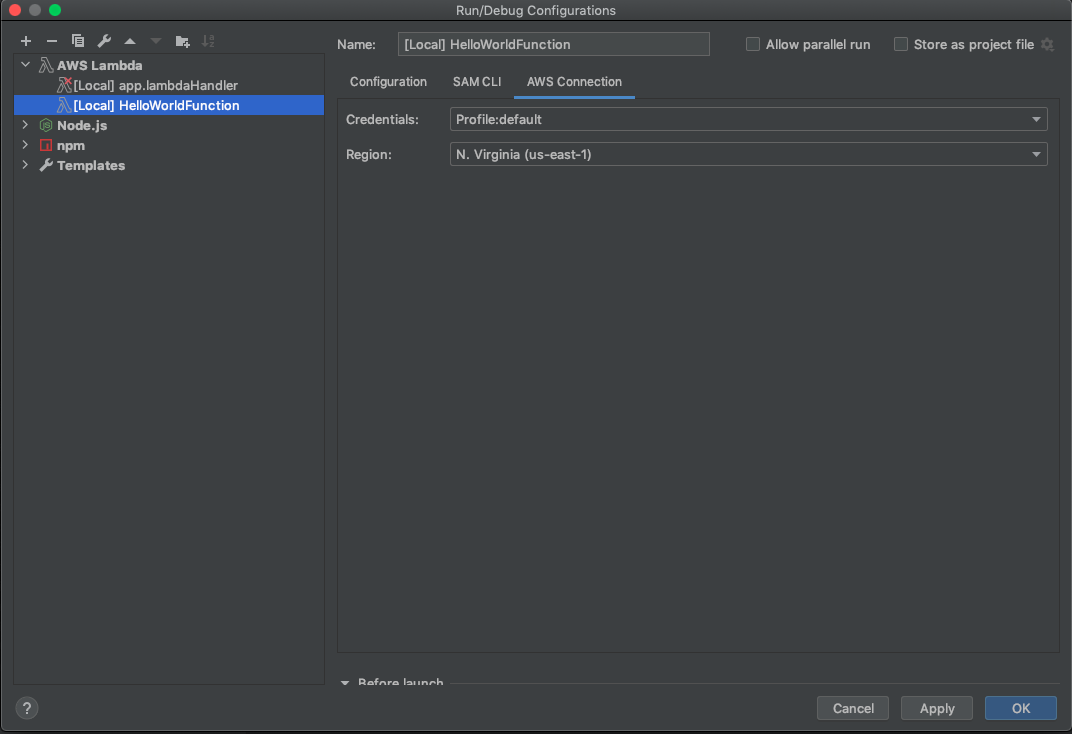 Run/Debug Configurations
Name: [Local] HelloWorldFunction Allow parallel run Store as project file
AWS Lambda
[Local] app.lambdaHandler
[Local] HelloWorldFunction
Node.js
npm
Templates
Configuration SAM CLI AWS Connection
Credentials: Profile:default
Region: N. Virginia (us-east-1)
Before launch
? Cancel Apply OK